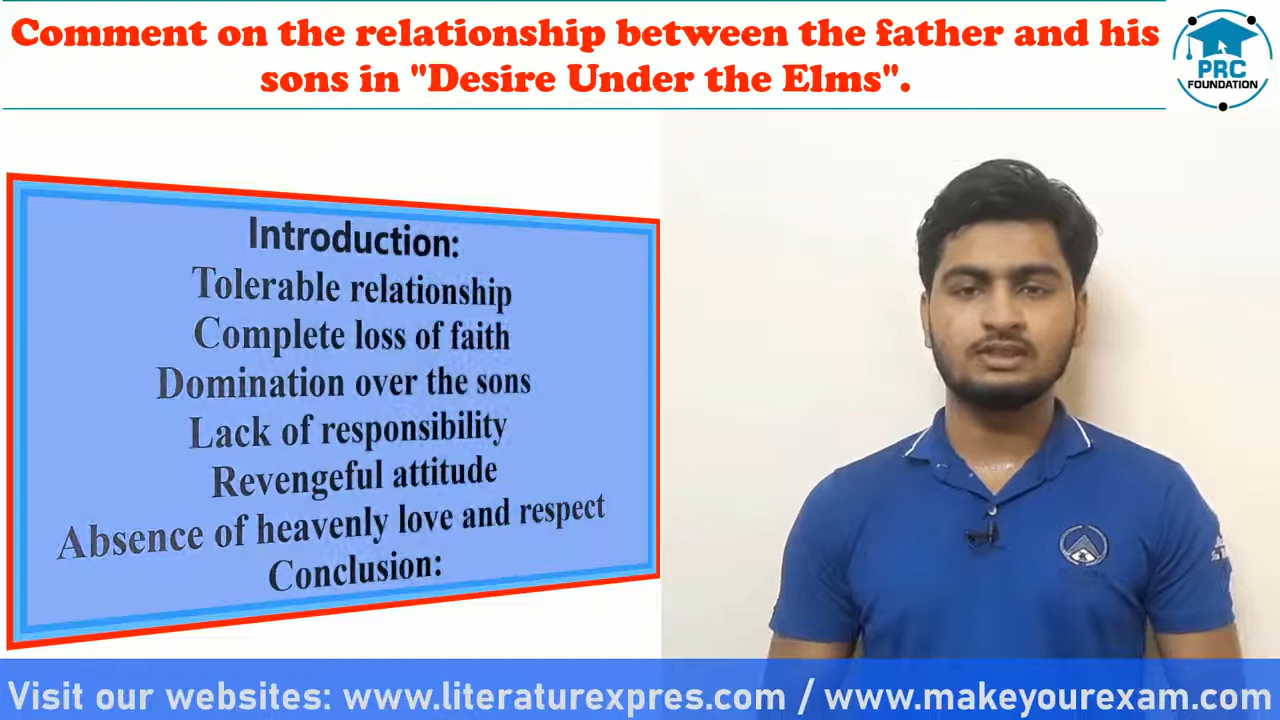 Comment on the relationship between the father and his
sons in "Desire Under the Elms".
PRC
FOUNDATION
Introduction:
Tolerable relationship
Complete loss of faith
Domination over the sons
Lack of responsibility
Revengeful attitude
Absence of heavenly love and respect
Conclusion:
Visit our websites: www.literaturexpres.com / www.makeyourexam.com